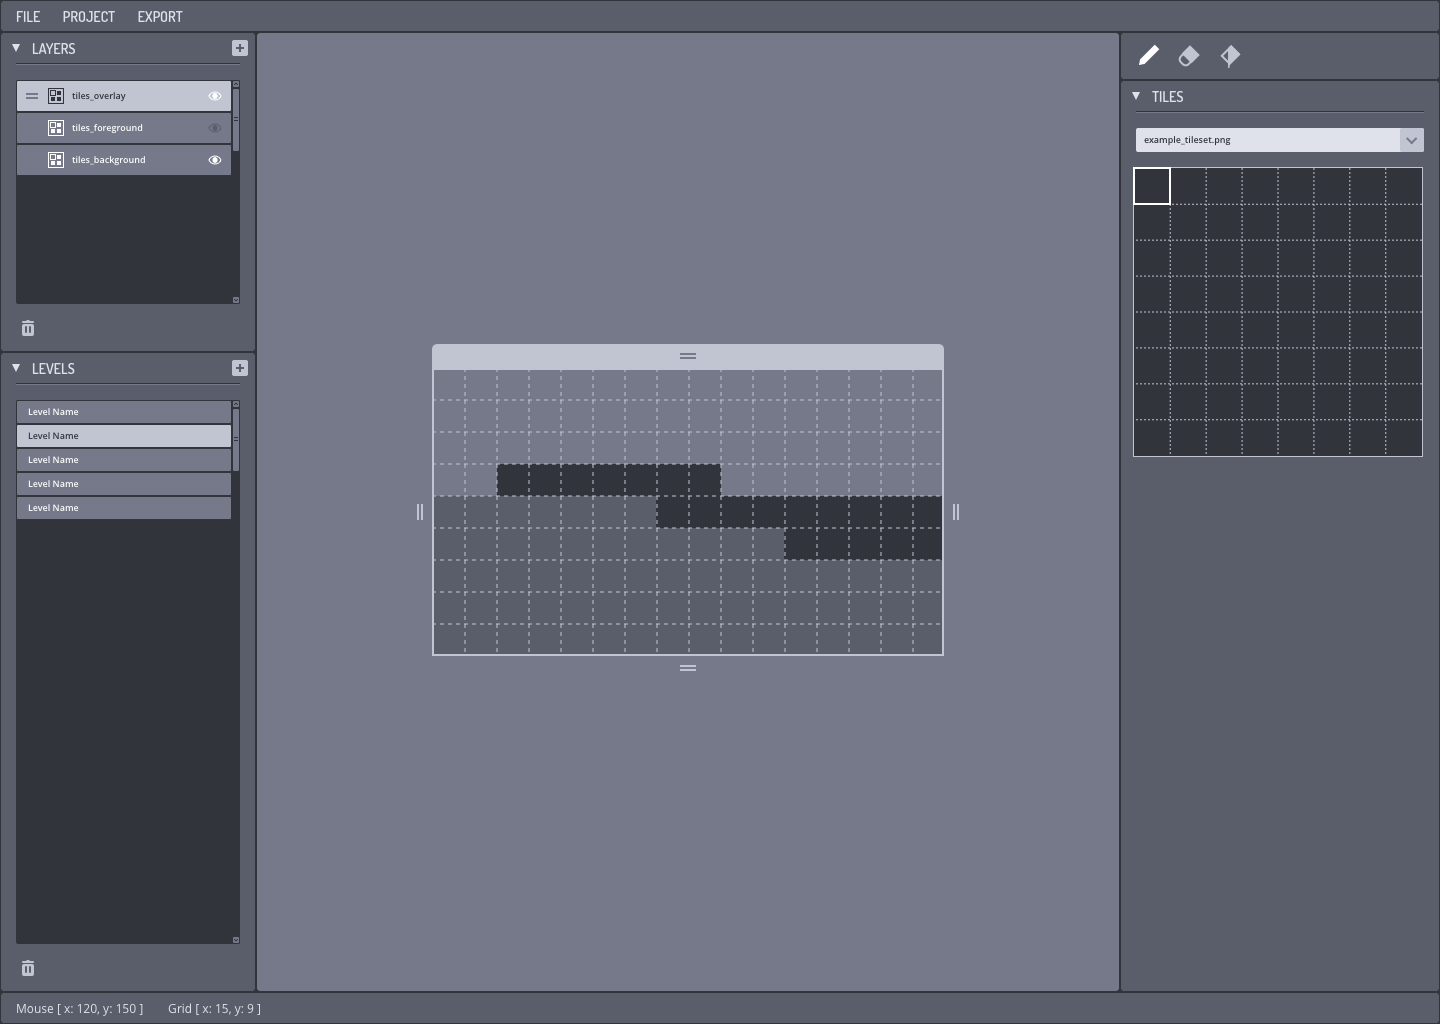 FILE PROJECT EXPORT
LAYERS
tiles_overlay
tiles_foreground
tiles_background
LEVELS
Level Name
Level Name
Level Name
Level Name
Level Name
TILES
example_tileset.png
Mouse [ x: 120, y: 150 ] Grid [ x: 15, y: 9 ]